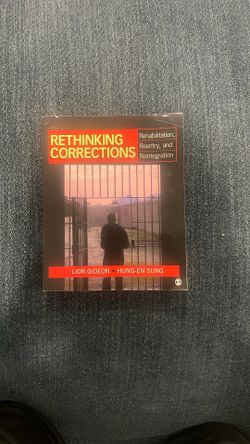 RETHINKING
CORRECTIONS
Rehabilitation,
Reentry, and
Reintegration
LIOR GIDEON • HUNG-EN SUNG